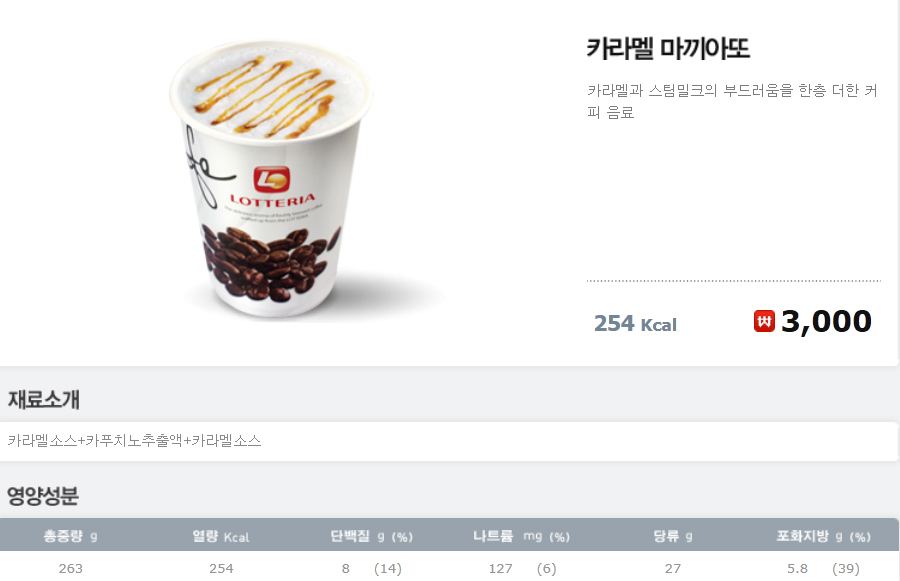 카라멜 마끼아또
카라멜과 스팀밀크의 부드러움을 한층 더한 커
피 음료
LOTTERIA
254 Kcal
₩ 3,000
재료소개
카라멜소스+카푸치노추출액+카라멜소스
영양성분
총중량 g 열량 Kcal 단백질 g (%) 나트륨 mg (%) 당류 g 포화지방 g (%)
263 254 8 (14) 127 (6) 27 5.8 (39)